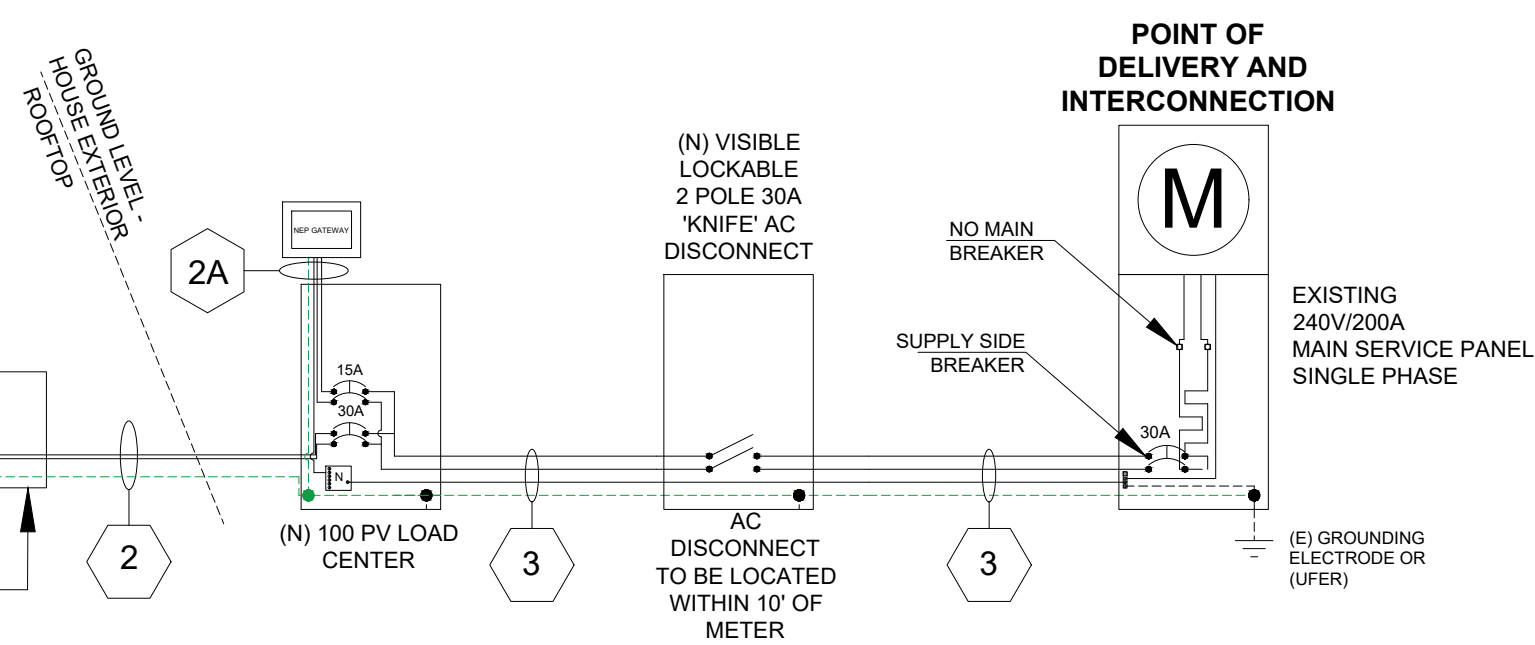 POINT OF
DELIVERY AND
INTERCONNECTION
GROUND LEVEL -
HOUSE EXTERIOR
ROOFTOP
(N) VISIBLE
LOCKABLE
2 POLE 30A
'KNIFE' AC
DISCONNECT
M
NEP GATEWAY
NO MAIN
BREAKER
2A
EXISTING
240V/200A
MAIN SERVICE PANEL
SINGLE PHASE
SUPPLY SIDE
BREAKER
15A
30A
30A
N
(N) 100 PV LOAD
CENTER
AC
DISCONNECT
TO BE LOCATED
WITHIN 10' OF
METER
2
3
3
(E) GROUNDING
ELECTRODE OR
(UFER)